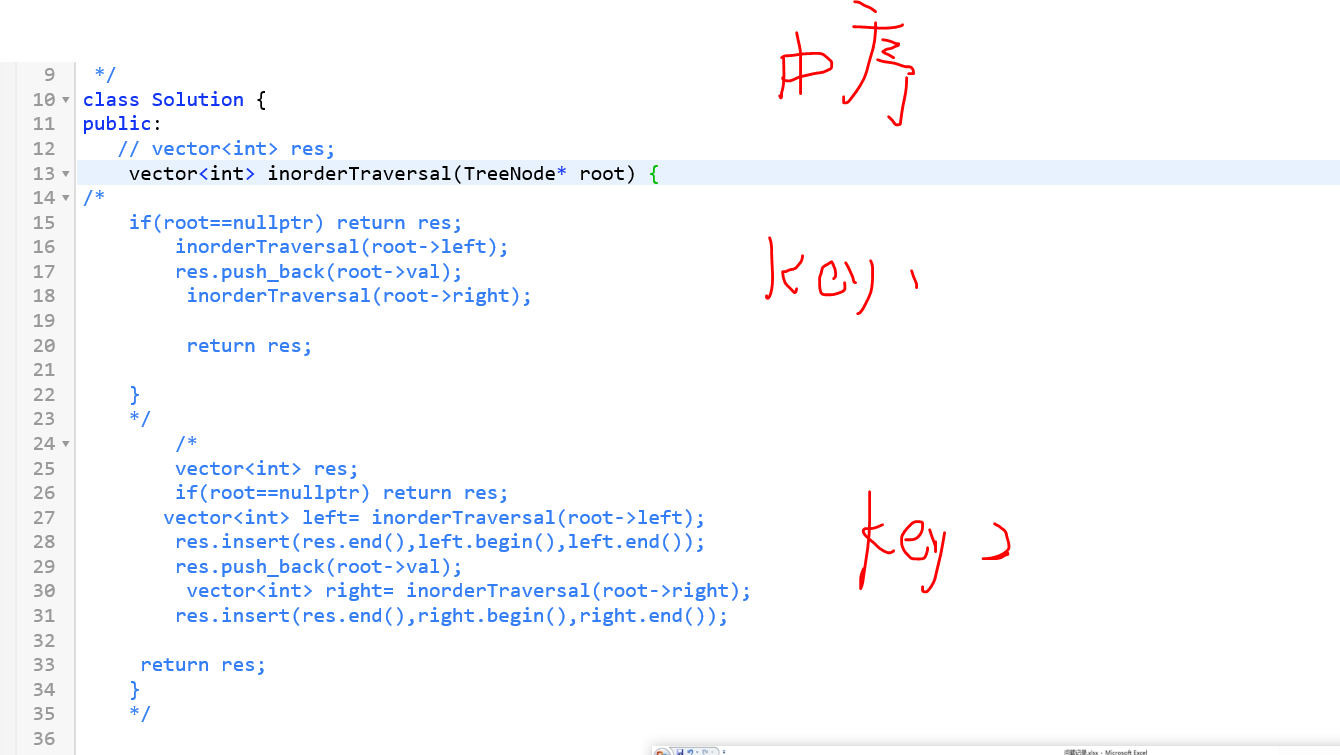 中序
9 */
10 class Solution {
11 public:
12 // vector<int> res;
13 vector<int> inorderTraversal(TreeNode* root) {
14 /*
15 if(root==nullptr) return res;
16 inorderTraversal(root->left);
17 res.push_back(root->val);
key 1
18 inorderTraversal(root->right);
19
20 return res;
21
22 }
23 */
24 /*
25 vector<int> res;
26 if(root==nullptr) return res;
27 vector<int> left= inorderTraversal(root->left);
28 res.insert(res.end(),left.begin(),left.end());
key 2
29 res.push_back(root->val);
30 vector<int> right= inorderTraversal(root->right);
31 res.insert(res.end(),right.begin(),right.end());
32
33 return res;
34 }
35 */
36
问题记录.xlsx - Microsoft Excel